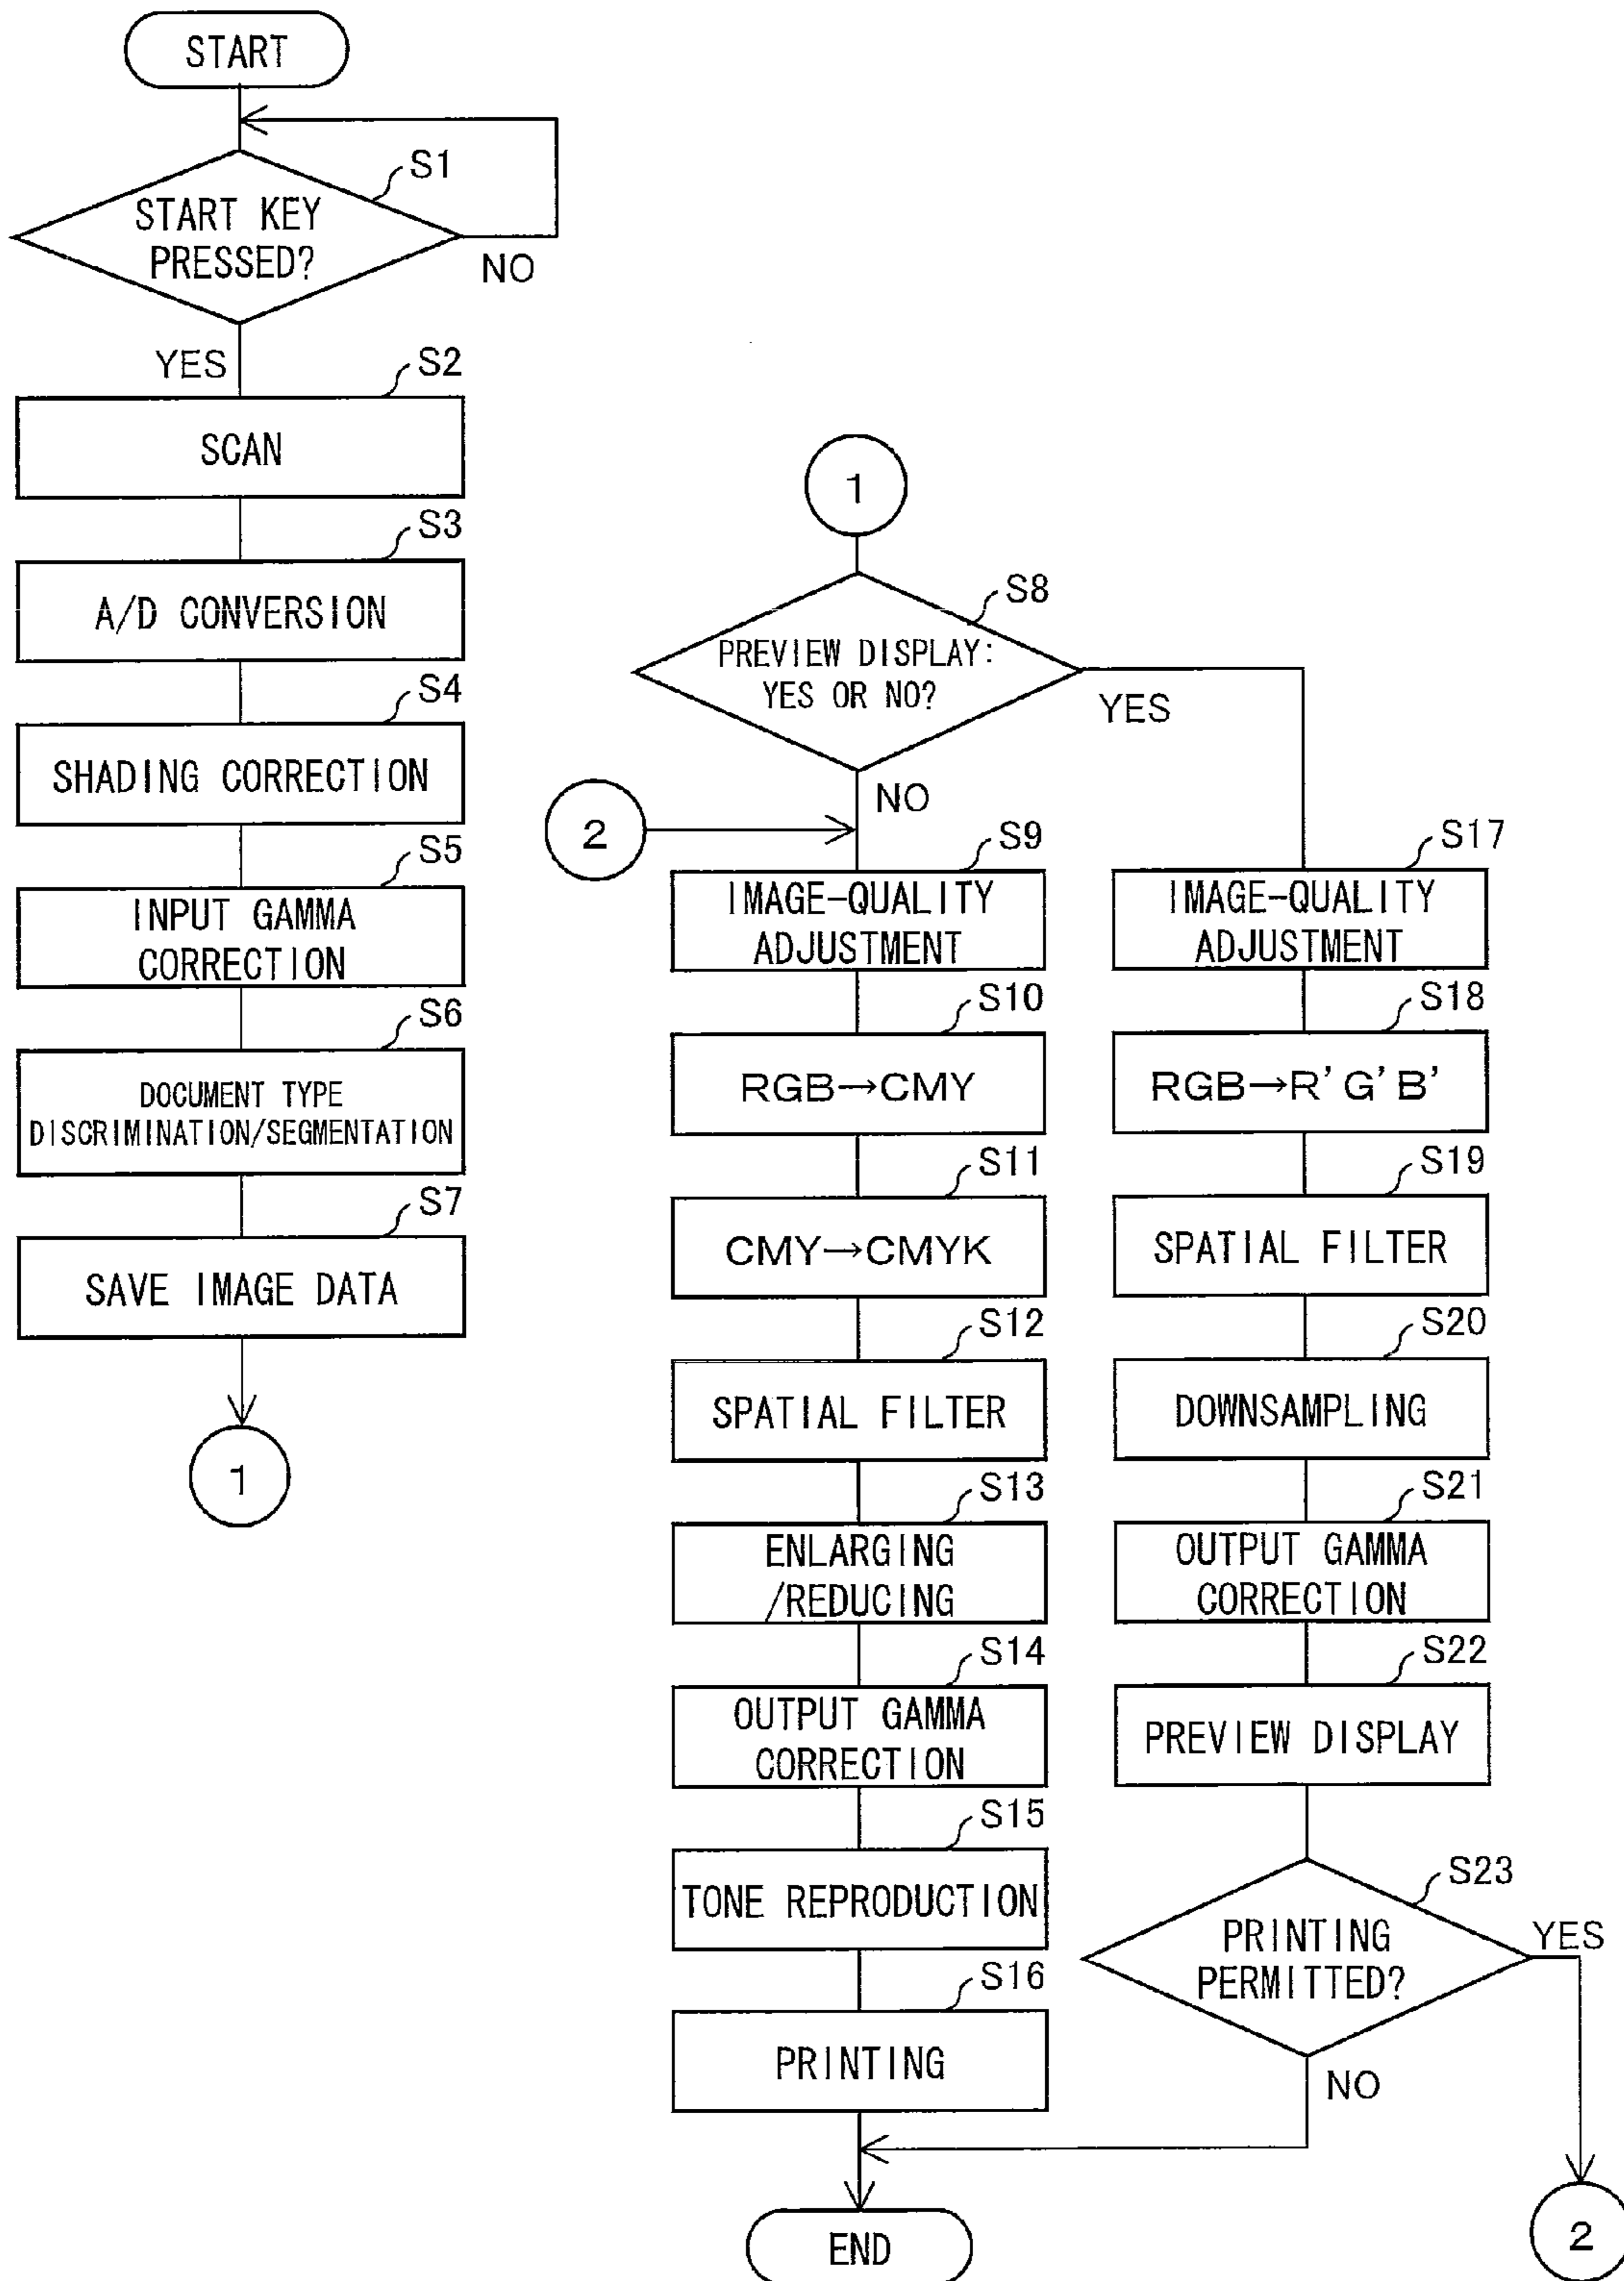 START
S1
START KEY
PRESSED?
NO
YES
S2
SCAN
S3
A/D CONVERSION
S4
SHADING CORRECTION
S5
INPUT GAMMA
CORRECTION
S6
DOCUMENT TYPE
DISCRIMINATION/SEGMENTATION
S7
SAVE IMAGE DATA
1
1
S8
PREVIEW DISPLAY:
YES OR NO?
YES
NO
2
S9
IMAGE-QUALITY
ADJUSTMENT
S10
RGB→CMY
S11
CMY→CMYK
S12
SPATIAL FILTER
S13
ENLARGING
/REDUCING
S14
OUTPUT GAMMA
CORRECTION
S15
TONE REPRODUCTION
S16
PRINTING
END
S17
IMAGE-QUALITY
ADJUSTMENT
S18
RGB→R'G'B'
S19
SPATIAL FILTER
S20
DOWNSAMPLING
S21
OUTPUT GAMMA
CORRECTION
S22
PREVIEW DISPLAY
S23
PRINTING
PERMITTED?
YES
NO
2